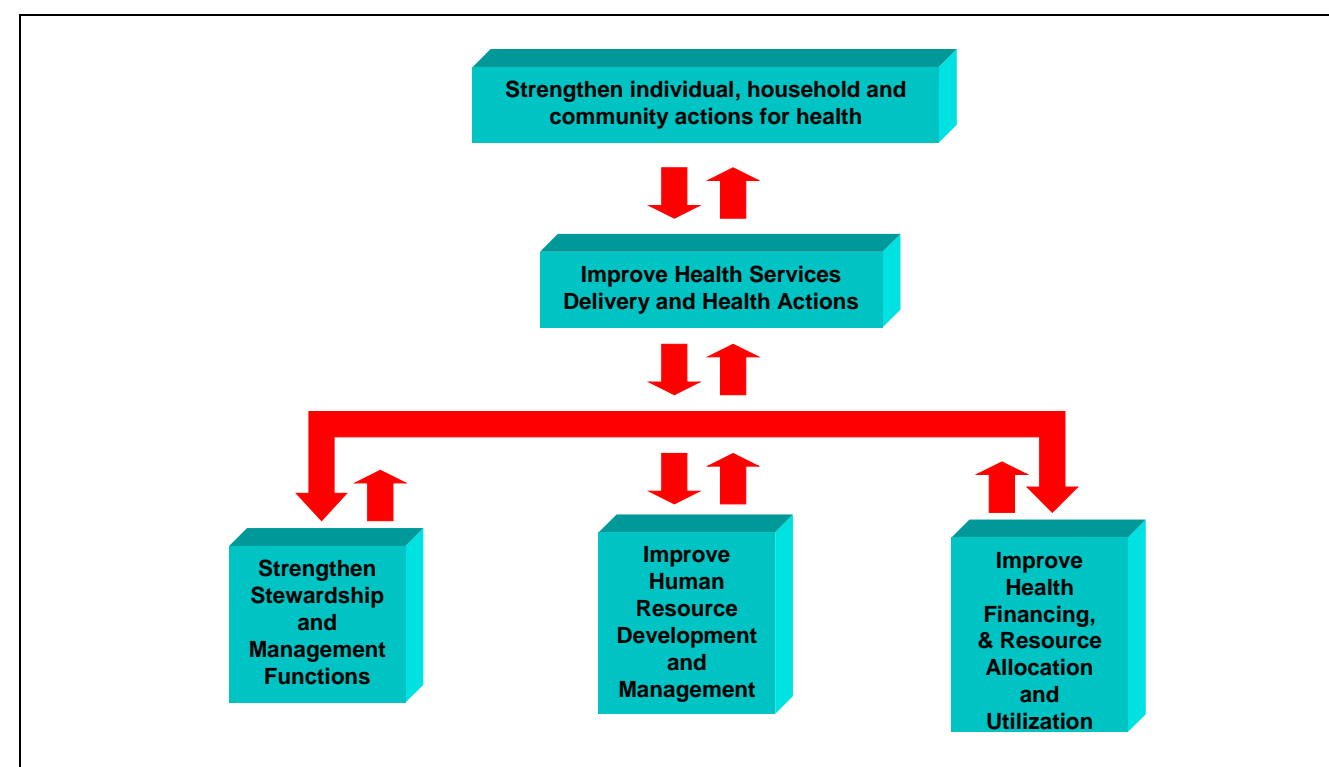 Strengthen individual, household and
community actions for health
Improve Health Services
Delivery and Health Actions
Strengthen
Stewardship
and
Management
Functions
Improve
Human
Resource
Development
and
Management
Improve
Health
Financing,
& Resource
Allocation
and
Utilization